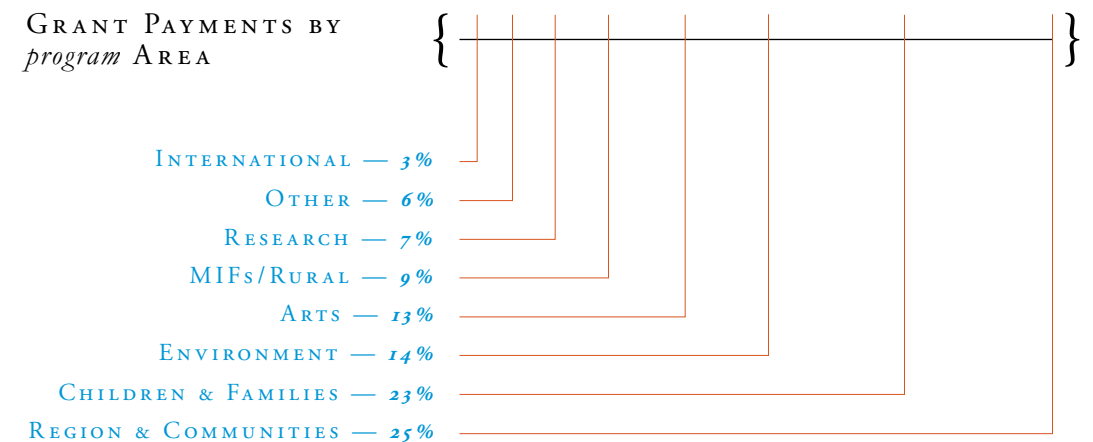 Grant Payments by
program Area
International — 3%
Other — 6%
Research — 7%
MIFs/Rural — 9%
Arts — 13%
Environment — 14%
Children & Families — 23%
Region & Communities — 25%